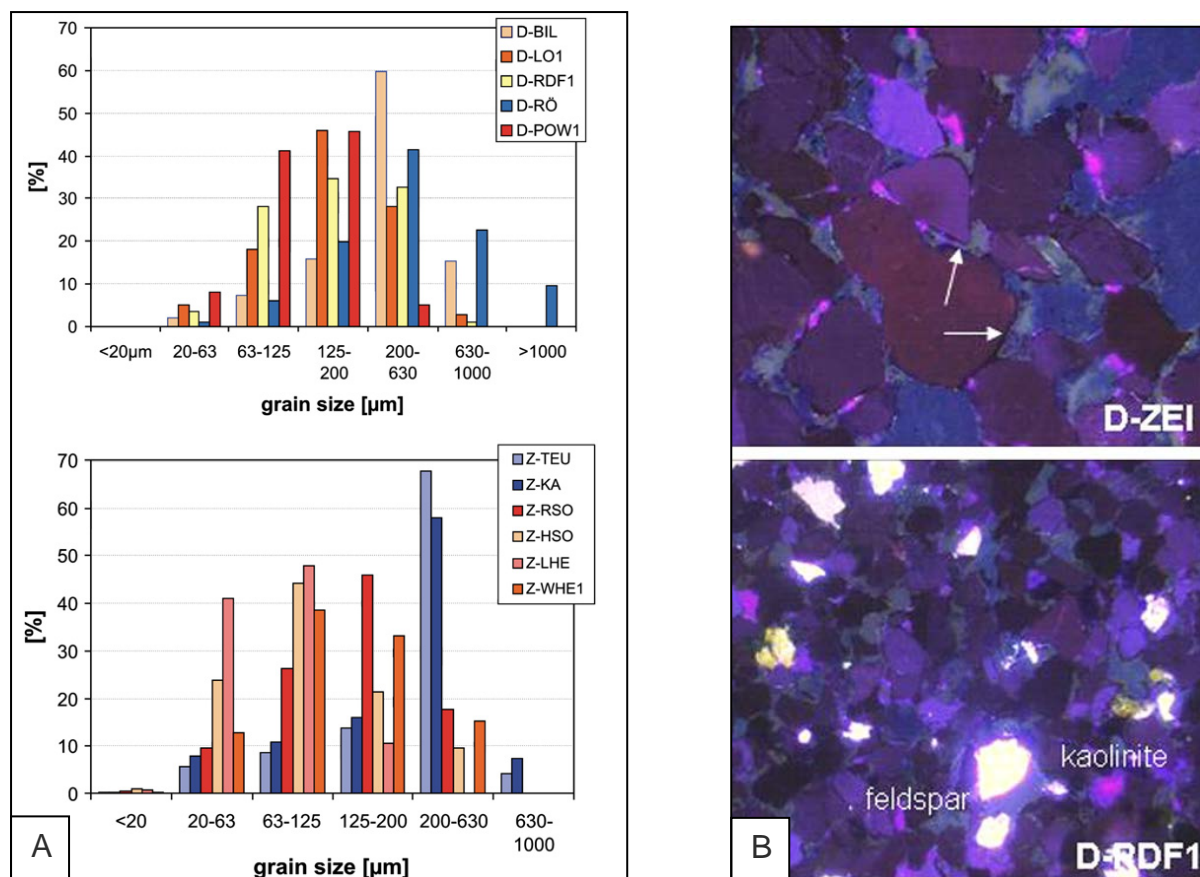 70
60
50
40
30
20
10
0
[%]
D-BIL
D-LO1
D-RDF1
D-RÖ
D-POW1
<20µm 20-63 63-125 125-200 200-630 630-1000 >1000
grain size [µm]
70
60
50
40
30
20
10
0
[%]
Z-TEU
Z-KA
Z-RSO
Z-HSO
Z-LHE
Z-WHE1
<20 20-63 63-125 125-200 200-630 630-1000
grain size [µm]
A
D-ZEI
kaolinite
feldspar
D-RDF1
B